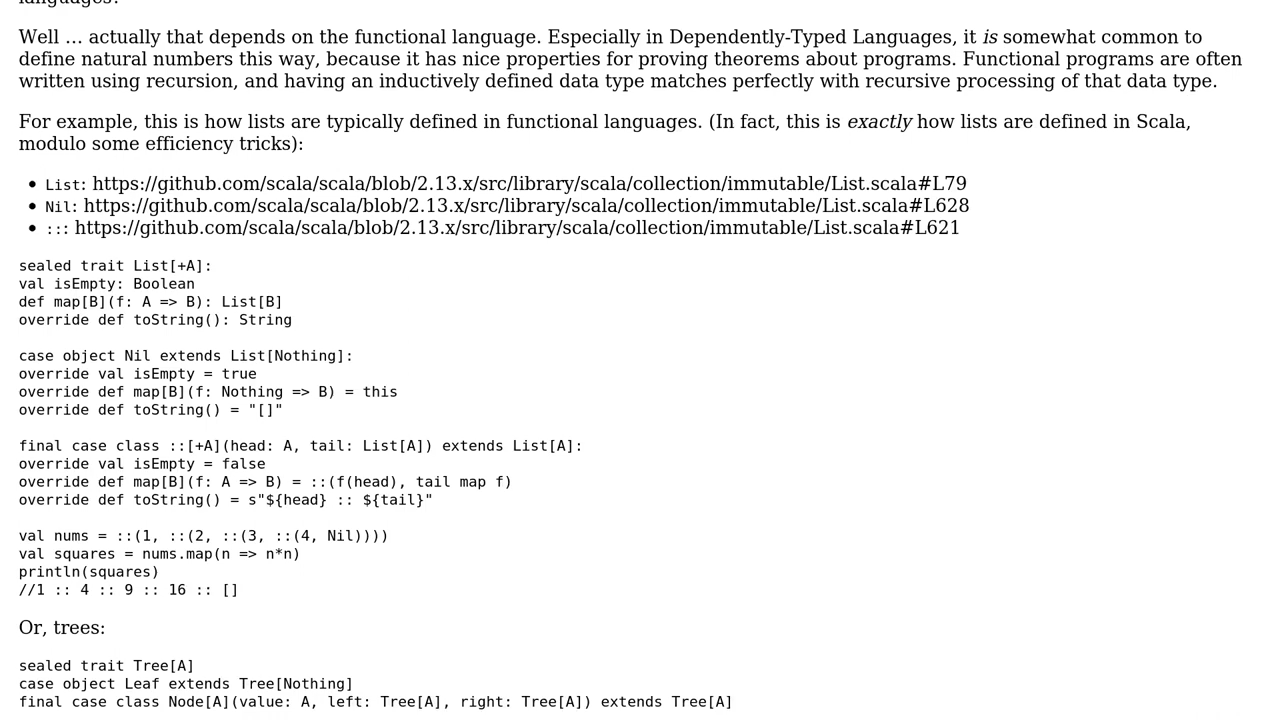 languages?
Well … actually that depends on the functional language. Especially in Dependently-Typed Languages, it is somewhat common to
define natural numbers this way, because it has nice properties for proving theorems about programs. Functional programs are often
written using recursion, and having an inductively defined data type matches perfectly with recursive processing of that data type.
For example, this is how lists are typically defined in functional languages. (In fact, this is exactly how lists are defined in Scala,
modulo some efficiency tricks):
• List: https://github.com/scala/scala/blob/2.13.x/src/library/scala/collection/immutable/List.scala#L79
• Nil: https://github.com/scala/scala/blob/2.13.x/src/library/scala/collection/immutable/List.scala#L628
• ::: https://github.com/scala/scala/blob/2.13.x/src/library/scala/collection/immutable/List.scala#L621
sealed trait List[+A]:
val isEmpty: Boolean
def map[B](f: A => B): List[B]
override def toString(): String
case object Nil extends List[Nothing]:
override val isEmpty = true
override def map[B](f: Nothing => B) = this
override def toString() = "[]"
final case class ::[+A](head: A, tail: List[A]) extends List[A]:
override val isEmpty = false
override def map[B](f: A => B) = ::(f(head), tail map f)
override def toString() = s"${head} :: ${tail}"
val nums = ::(1, ::(2, ::(3, ::(4, Nil))))
val squares = nums.map(n => n*n)
println(squares)
//1 :: 4 :: 9 :: 16 :: []
Or, trees:
sealed trait Tree[A]
case object Leaf extends Tree[Nothing]
final case class Node[A](value: A, left: Tree[A], right: Tree[A]) extends Tree[A]